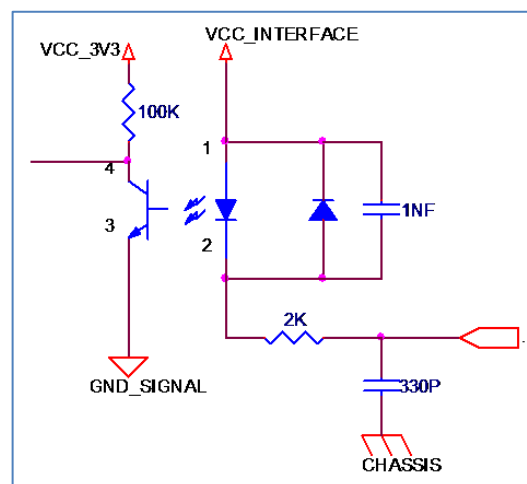 VCC_INTERFACE
VCC_3V3
100K
1
4
3
1NF
2
2K
GND_SIGNAL
330P
CHASSIS